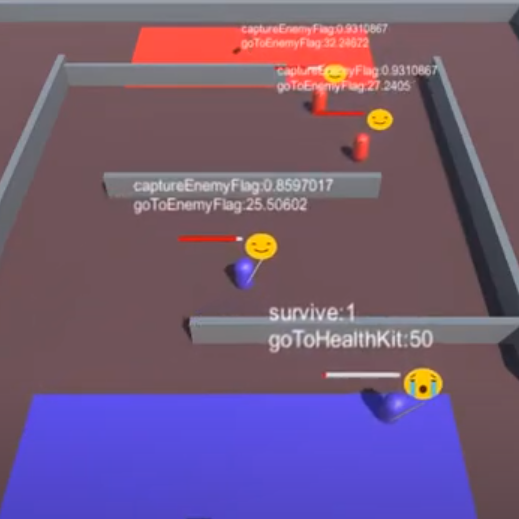 captureEnemyFlag:0.9310867
goToEnemyFlag:32.24622
captureEnemyFlag:0.9310867
goToEnemyFlag:27.2405
captureEnemyFlag:0.8597017
goToEnemyFlag:25.50602
survive:1
goToHealthKit:50